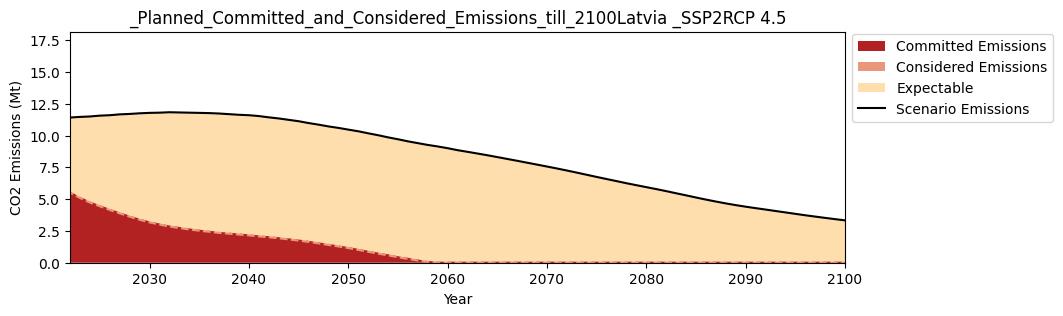 _Planned_Committed_and_Considered_Emissions_till_2100Latvia _SSP2RCP 4.5
17.5
15.0
12.5
10.0
7.5
5.0
2.5
0.0
CO2 Emissions (Mt)
2030
2040
2050
2060
2070
2080
2090
2100
Year
Committed Emissions
Considered Emissions
Expectable
Scenario Emissions